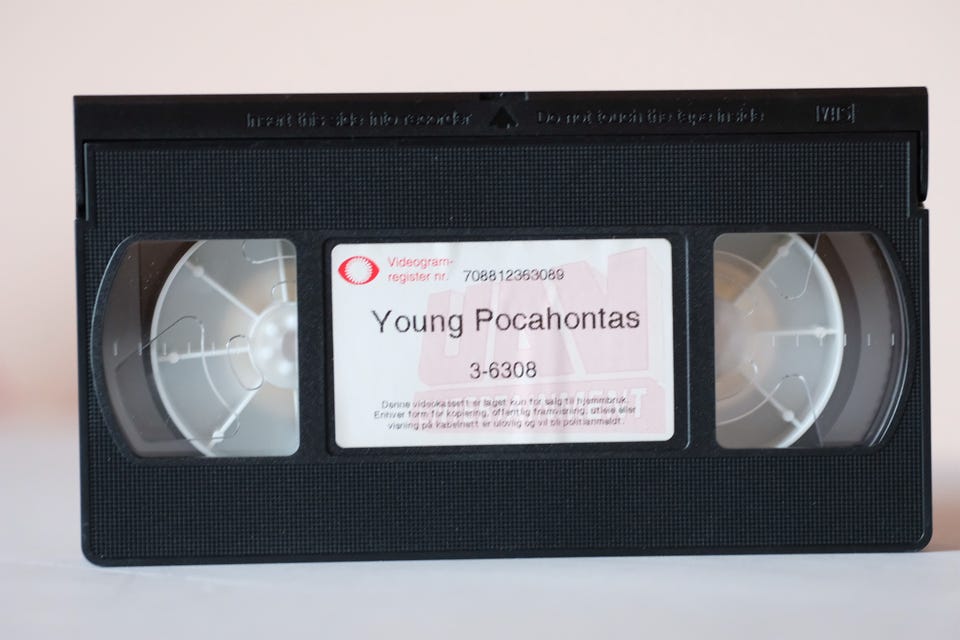 Insert this side into recorder Do not touch the tape inside VHS
Videogram-
register nr. 708812363089
Young Pocahontas
3-6308
Denne videokassett er laget kun for salg til hjemmbruk.
Enhver form for kopiering, offentlig framvisning, utleie eller
visning på kabelnett er ulovlig og vil bli politianmeldt.